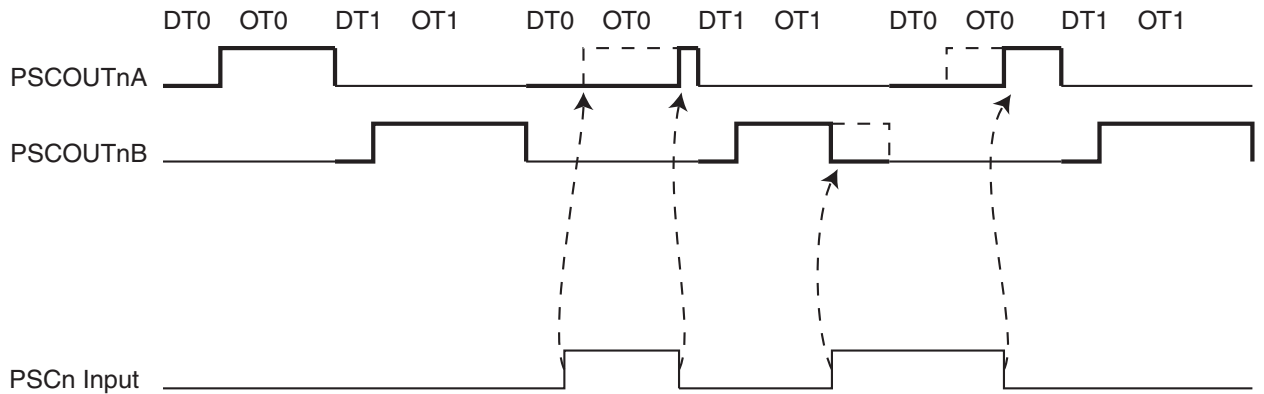 DT0 OT0 DT1 OT1 DT0 OT0 DT1 OT1 DT0 OT0 DT1 OT1
PSCOUTnA
PSCOUTnB
PSCn Input